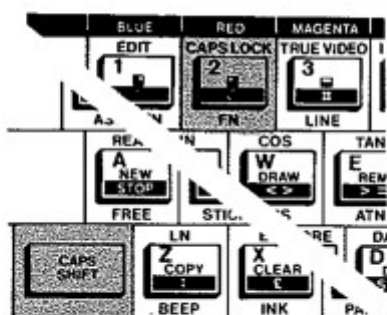 BLUE RED MAGENTA
EDIT CAPS LOCK TRUE VIDEO
1 2 3
FN LINE
COS TAN
A W E
NEW DRAW
STOP <>
FREE ATN
LN
CAPS SHIFT Z X D
COPY CLEAR
: £
BEEP INK